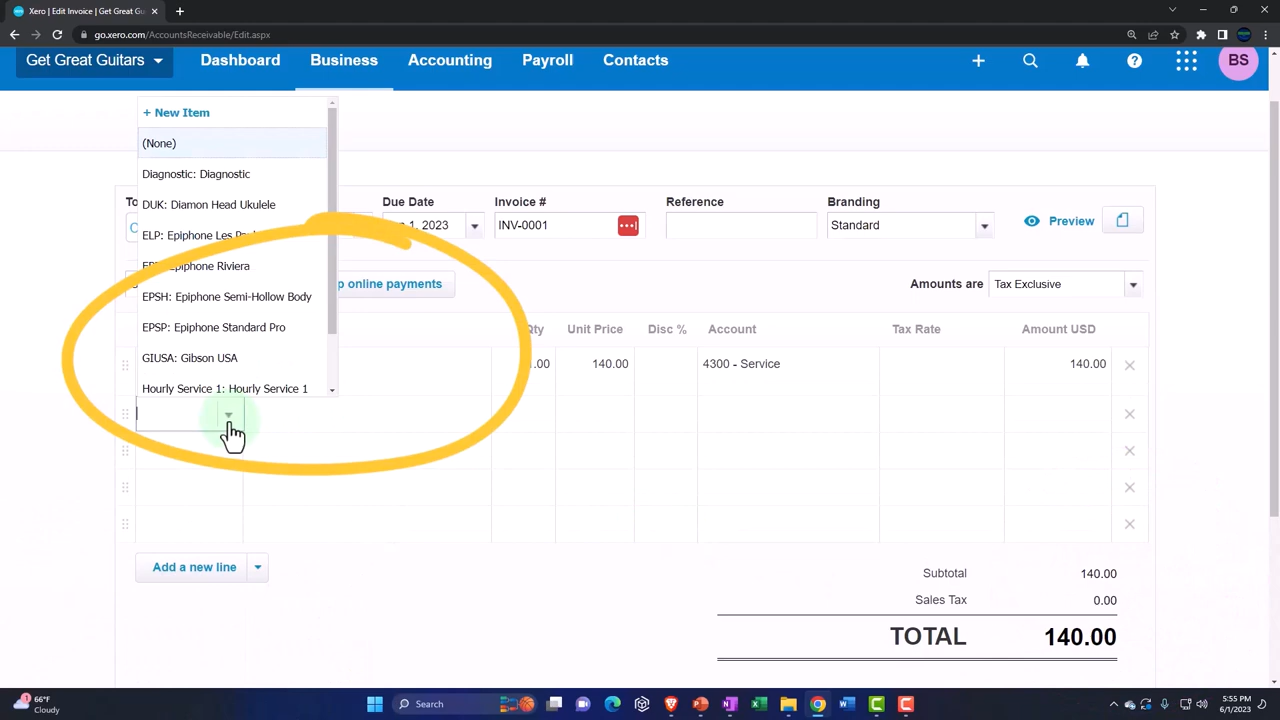 Xero | Edit Invoice | Get Great
go.xero.com/AccountsReceivable/Edit.aspx
Get Great Guitars Dashboard Business Accounting Payroll Contacts BS
+ New Item
(None)
Diagnostic: Diagnostic
DUK: Diamon Head Ukulele
ELP: Epiphone Les
Epiphone Riviera
EPSH: Epiphone Semi-Hollow Body
EPSP: Epiphone Standard Pro
GIUSA: Gibson USA
Hourly Service 1: Hourly Service 1
To Due Date Invoice # Reference Branding
1, 2023 INV-0001 Standard Preview
online payments Amounts are Tax Exclusive
Qty Unit Price Disc % Account Tax Rate Amount USD
1.00 140.00 4300 - Service 140.00
Add a new line
Subtotal 140.00
Sales Tax 0.00
TOTAL 140.00
66°F
Cloudy
Search
5:55 PM
6/1/2023